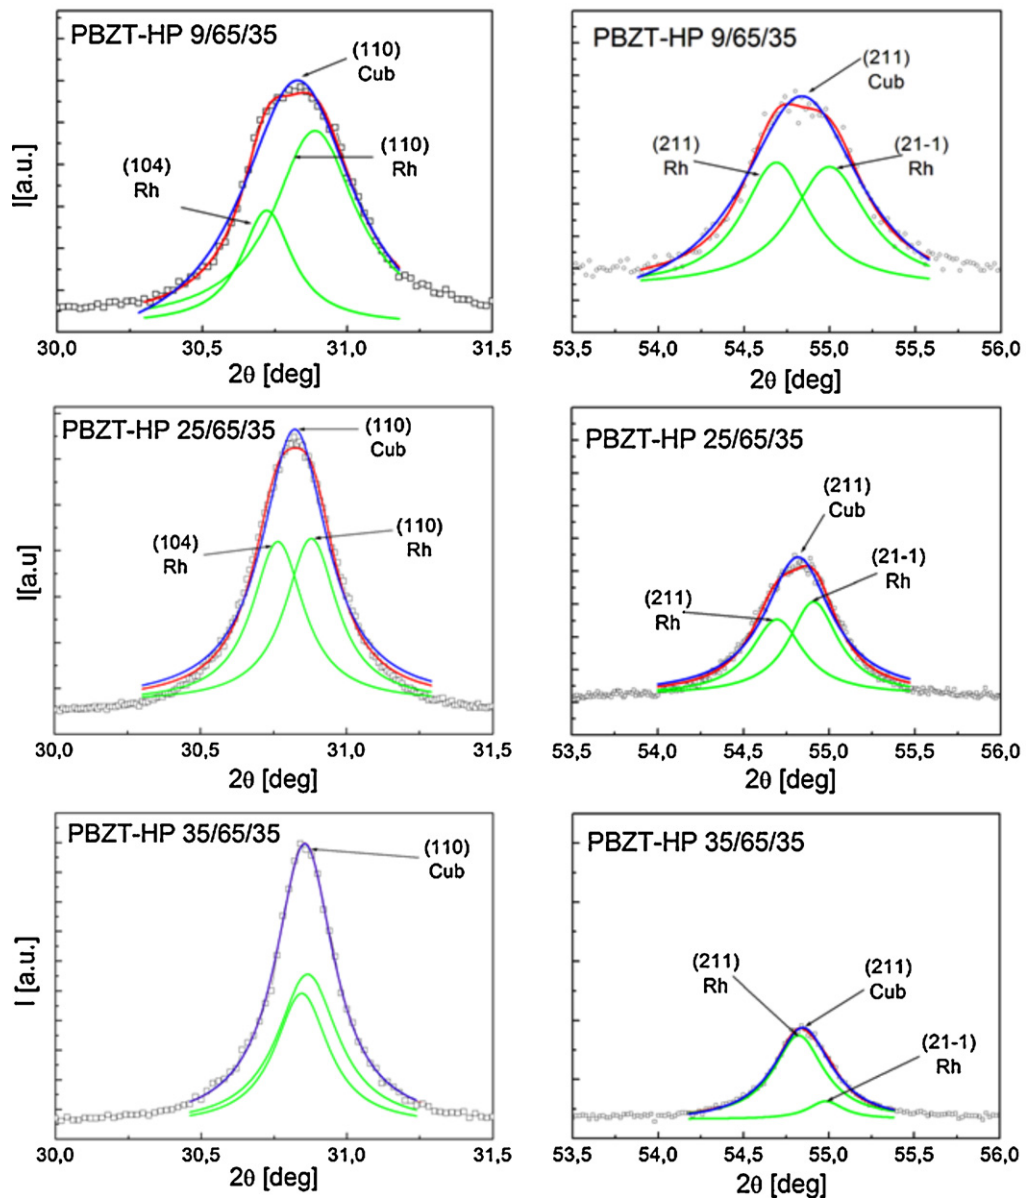 PBZT-HP 9/65/35
(110)
Cub
(104)
Rh
(110)
Rh
I[a.u.]
30,0 30,5 31,0 31,5
2θ [deg]
PBZT-HP 9/65/35
(211)
Cub
(211)
Rh
(21-1)
Rh
53,5 54,0 54,5 55,0 55,5 56,0
2θ [deg]
PBZT-HP 25/65/35
(110)
Cub
(104)
Rh
(110)
Rh
I[a.u]
30,0 30,5 31,0 31,5
2θ [deg]
PBZT-HP 25/65/35
(211)
Cub
(21-1)
Rh
(211)
Rh
53,5 54,0 54,5 55,0 55,5 56,0
2θ [deg]
PBZT-HP 35/65/35
(110)
Cub
I [a.u.]
30,0 30,5 31,0 31,5
2θ [deg]
PBZT-HP 35/65/35
(211)
Rh
(211)
Cub
(21-1)
Rh
53,5 54,0 54,5 55,0 55,5 56,0
2θ [deg]